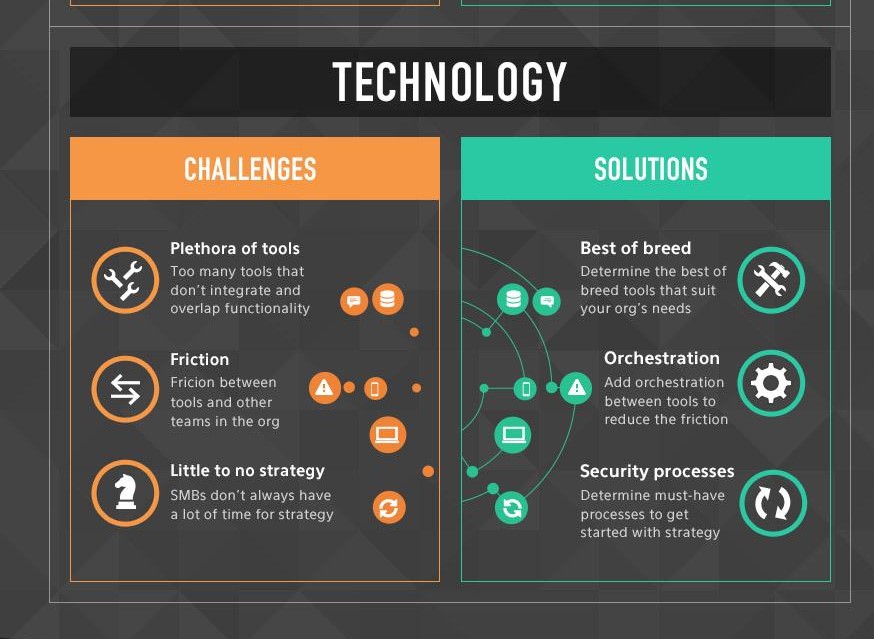 TECHNOLOGY
CHALLENGES
Plethora of tools
Too many tools that
don't integrate and
overlap functionality
Friction
Fricion between
tools and other
teams in the org
Little to no strategy
SMBs don't always have
a lot of time for strategy
SOLUTIONS
Best of breed
Determine the best of
breed tools that suit
your org's needs
Orchestration
Add orchestration
between tools to
reduce the friction
Security processes
Determine must-have
processes to get
started with strategy